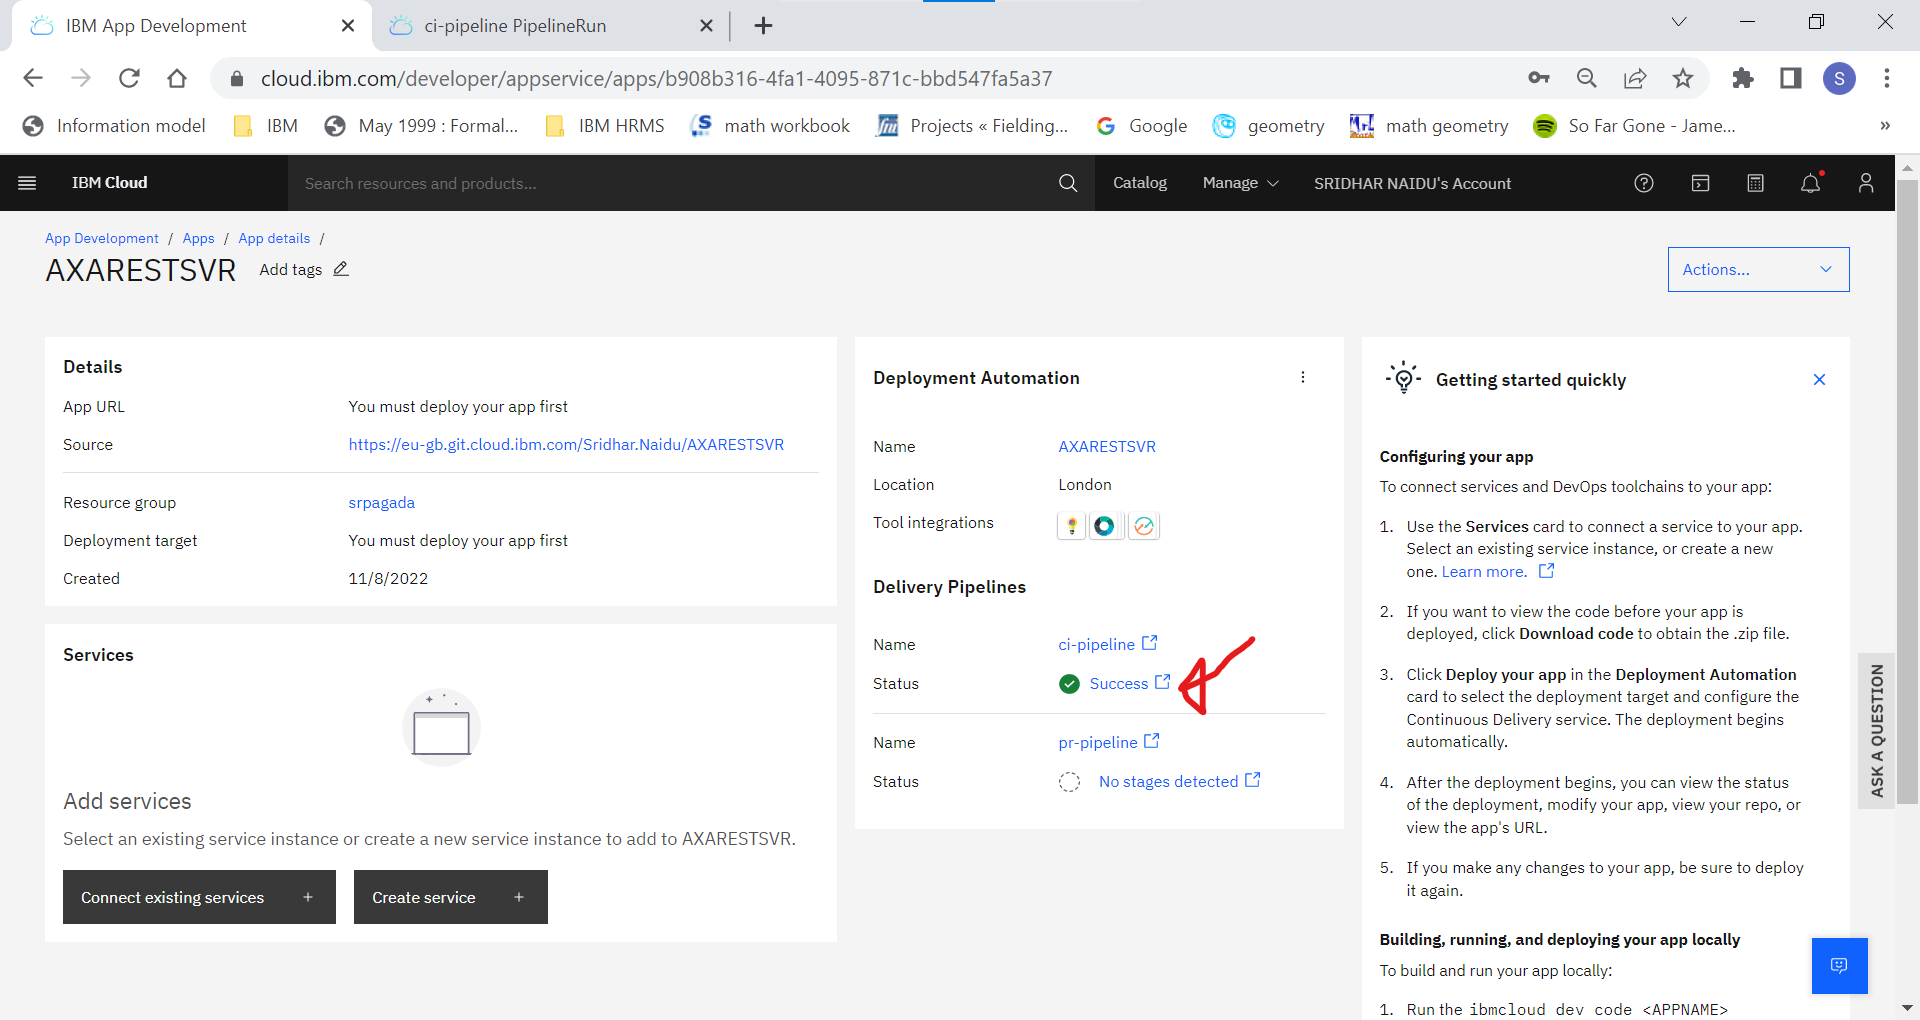 IBM App Development
ci-pipeline PipelineRun
cloud.ibm.com/developer/appservice/apps/b908b316-4fa1-4095-871c-bbd547fa5a37
S
Information model
IBM
May 1999 : Formal...
IBM HRMS
math workbook
Projects « Fielding...
Google
geometry
math geometry
So Far Gone - Jame...
»
IBM Cloud
Search resources and products...
Catalog
Manage
SRIDHAR NAIDU's Account
App Development / Apps / App details /
AXARESTSVR
Add tags
Actions...
Details
App URL
You must deploy your app first
Source
https://eu-gb.git.cloud.ibm.com/Sridhar.Naidu/AXARESTSVR
Resource group
srpagada
Deployment target
You must deploy your app first
Created
11/8/2022
Services
Add services
Select an existing service instance or create a new service instance to add to AXARESTSVR.
Connect existing services +
Create service +
Deployment Automation
Name
AXARESTSVR
Location
London
Tool integrations
Delivery Pipelines
Name
ci-pipeline
Status
Success
Name
pr-pipeline
Status
No stages detected
Getting started quickly
Configuring your app
To connect services and DevOps toolchains to your app:
1. Use the Services card to connect a service to your app.
Select an existing service instance, or create a new
one. Learn more.
2. If you want to view the code before your app is
deployed, click Download code to obtain the .zip file.
3. Click Deploy your app in the Deployment Automation
card to select the deployment target and configure the
Continuous Delivery service. The deployment begins
automatically.
4. After the deployment begins, you can view the status
of the deployment, modify your app, view your repo, or
view the app's URL.
5. If you make any changes to your app, be sure to deploy
it again.
Building, running, and deploying your app locally
To build and run your app locally:
1. Run the ibmcloud dev code <APPNAME>
ASK A QUESTION